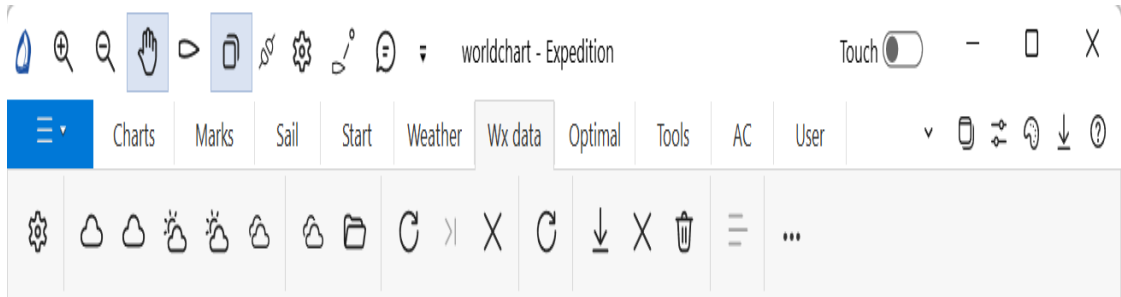 worldchart - Expedition
Touch
Charts Marks Sail Start Weather Wx data Optimal Tools AC User